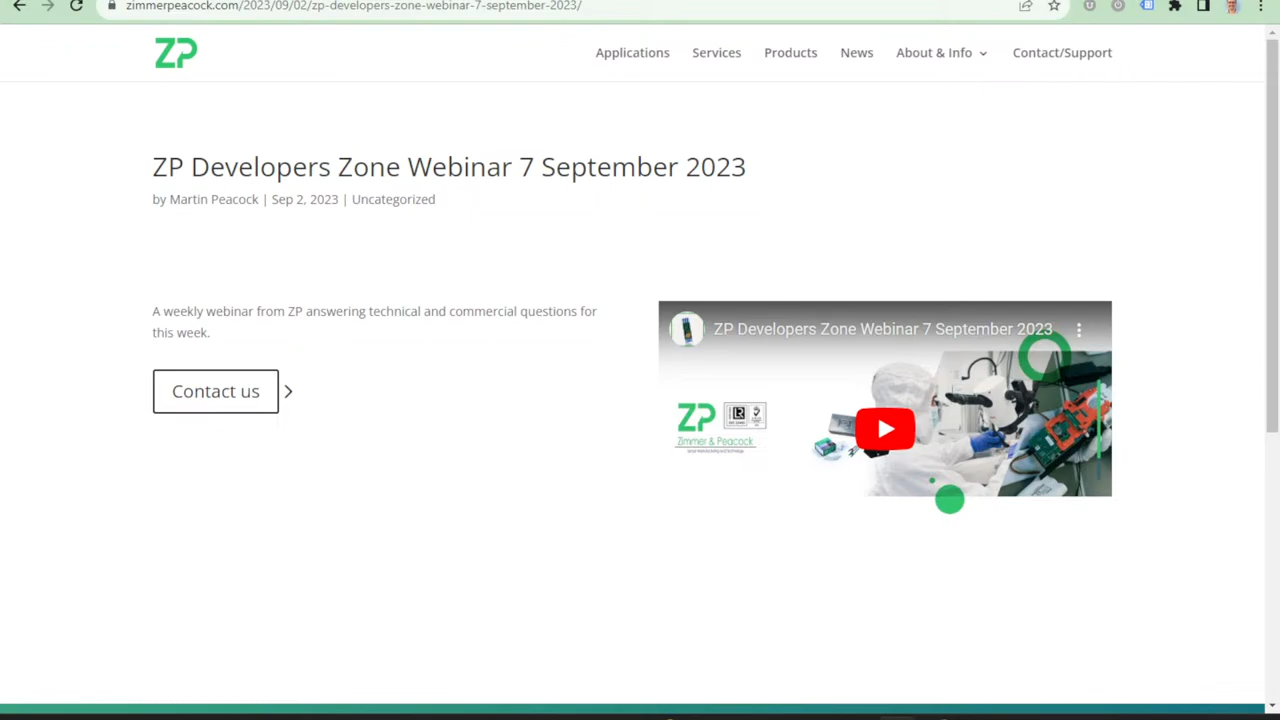 zimmerpeacock.com/2023/09/02/zp-developers-zone-webinar-7-september-2023/
ZP
Applications Services Products News About & Info Contact/Support
ZP Developers Zone Webinar 7 September 2023
by Martin Peacock | Sep 2, 2023 | Uncategorized
A weekly webinar from ZP answering technical and commercial questions for
this week.
Contact us
ZP Developers Zone Webinar 7 September 2023
ZP
Zimmer & Peacock